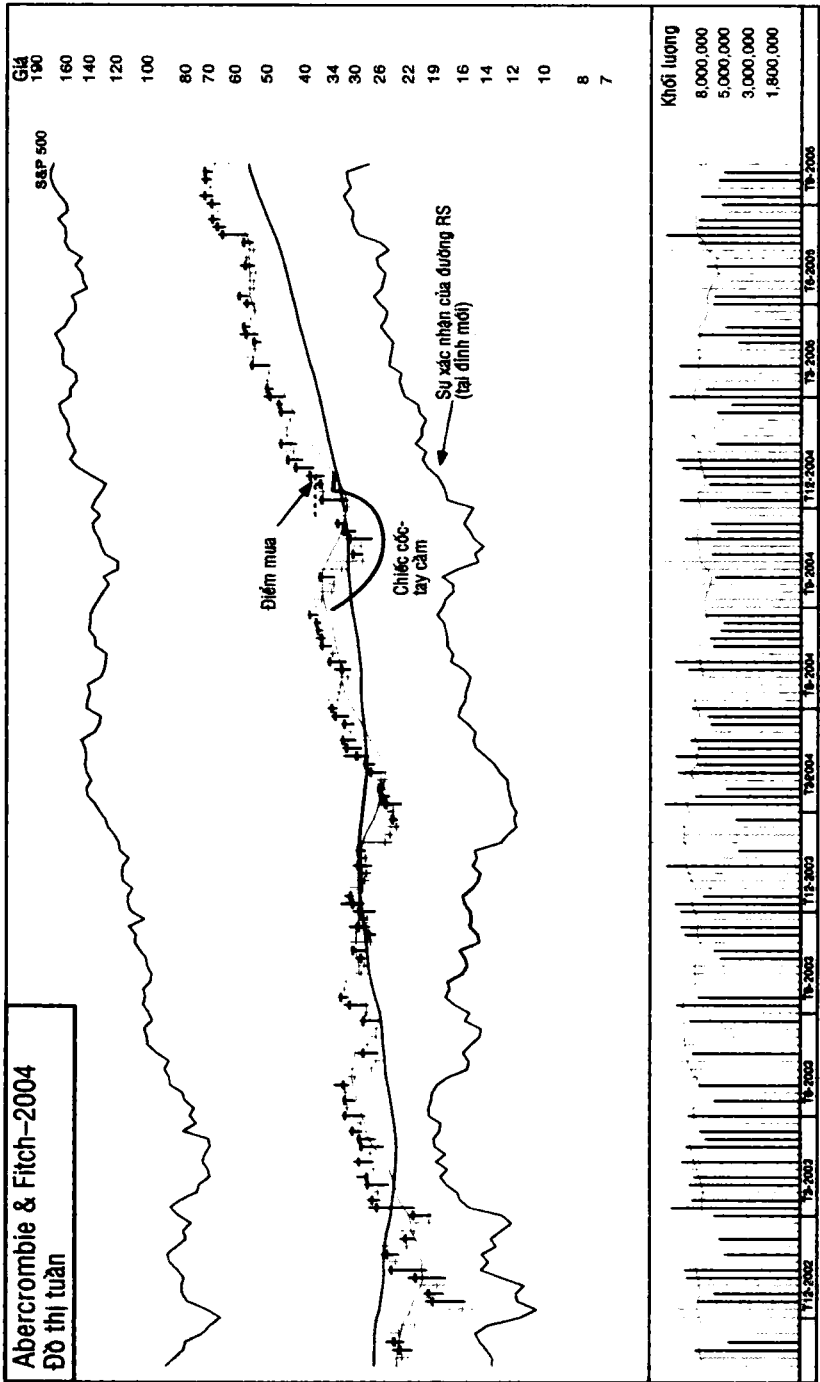 Abercrombie & Fitch–2004
Đồ thị tuần
S&P 500
Giá
190
160
140
120
100
80
70
60
50
40
34
30
26
22
19
16
14
12
10
8
7
Điểm mua
Chiếc cốc-
tay cầm
Sự xác nhận của đường RS
(tại đỉnh mới)
Khối lượng
8,000,000
5,000,000
3,000,000
1,800,000
T12-2002
T3-2003
T6-2003
T9-2003
T12-2003
T3-2004
T6-2004
T9-2004
T12-2004
T3-2005
T6-2005
T9-2005